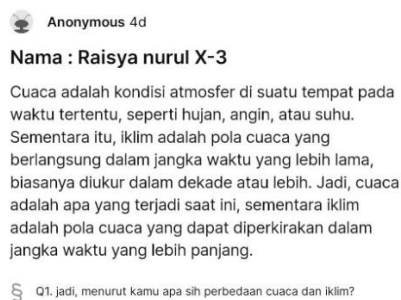 Anonymous 4d
Nama : Raisya nurul X-3
Cuaca adalah kondisi atmosfer di suatu tempat pada
waktu tertentu, seperti hujan, angin, atau suhu.
Sementara itu, iklim adalah pola cuaca yang
berlangsung dalam jangka waktu yang lebih lama,
biasanya diukur dalam dekade atau lebih. Jadi, cuaca
adalah apa yang terjadi saat ini, sementara iklim
adalah pola cuaca yang dapat diperkirakan dalam
jangka waktu yang lebih panjang.
§ Q1. jadi, menurut kamu apa sih perbedaan cuaca dan iklim?